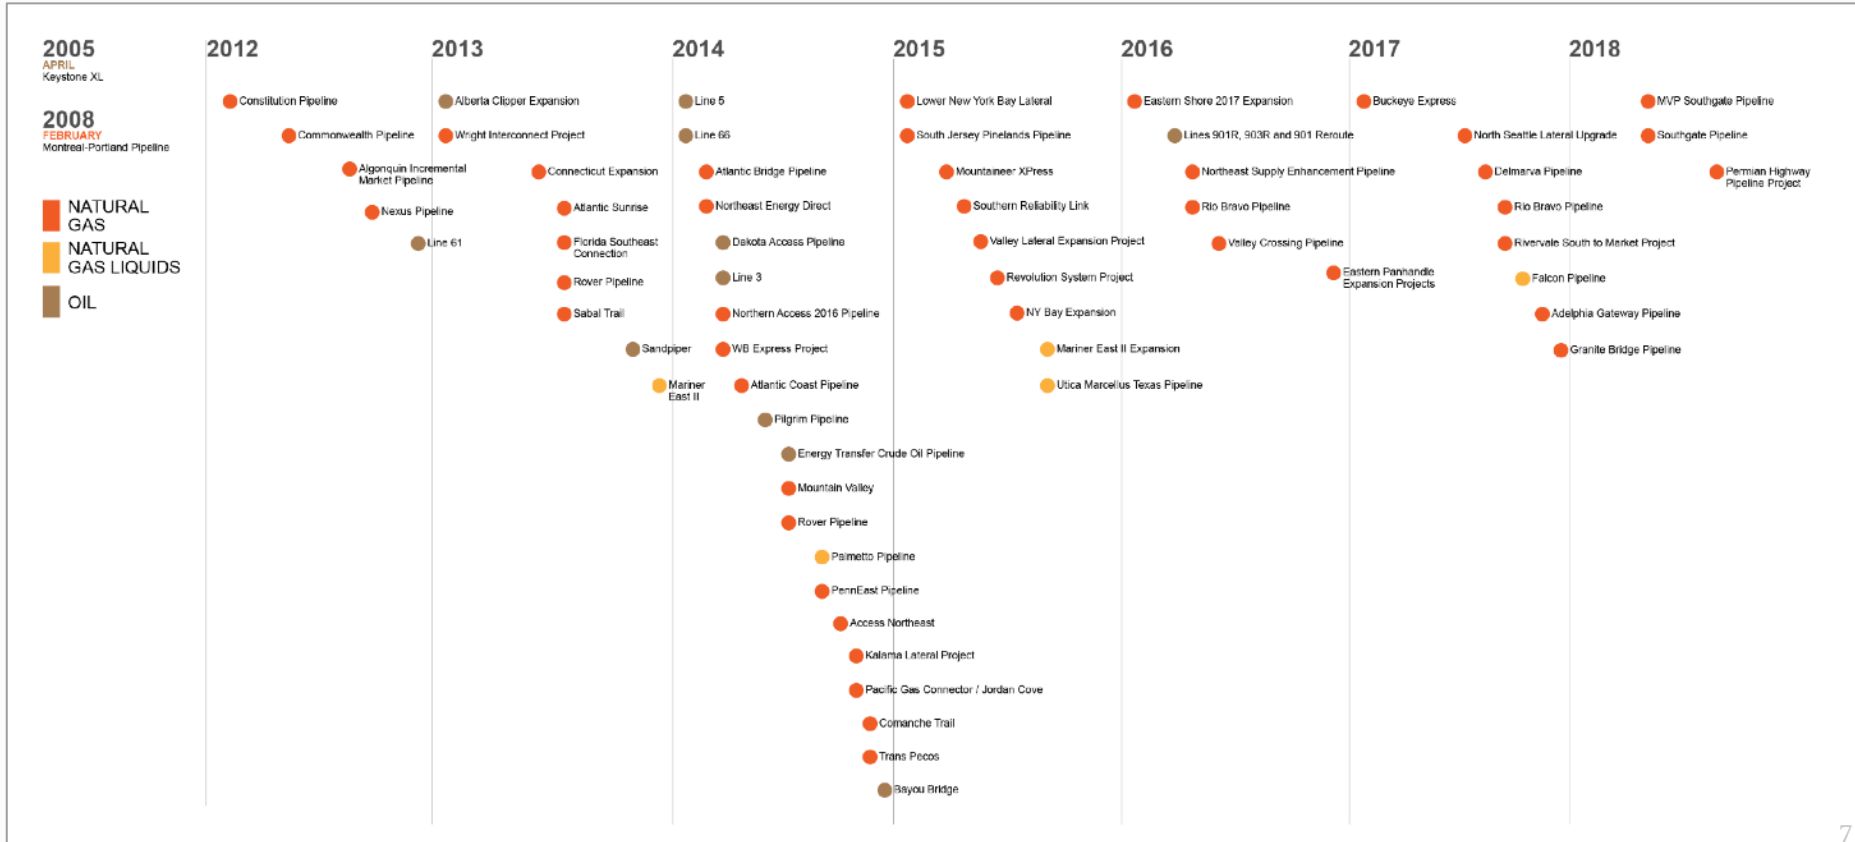 2005
APRIL
Keystone XL
2008
FEBRUARY
Montreal-Portland Pipeline
NATURAL
GAS
NATURAL
GAS LIQUIDS
OIL
2012
Constitution Pipeline
Commonwealth Pipeline
Algonquin Incremental
Market Pipeline
Nexus Pipeline
Line 61
2013
Alberta Clipper Expansion
Wright Interconnect Project
Connecticut Expansion
Atlantic Sunrise
Florida Southeast
Connection
Rover Pipeline
Sabal Trail
Sandpiper
Mariner
East II
2014
Line 5
Line 66
Atlantic Bridge Pipeline
Northeast Energy Direct
Dakota Access Pipeline
Line 3
Northern Access 2016 Pipeline
WB Express Project
Atlantic Coast Pipeline
Pilgrim Pipeline
Energy Transfer Crude Oil Pipeline
Mountain Valley
Rover Pipeline
Palmetto Pipeline
PennEast Pipeline
Access Northeast
Kalama Lateral Project
Pacific Gas Connector / Jordan Cove
Comanche Trail
Trans Pecos
Bayou Bridge
2015
Lower New York Bay Lateral
South Jersey Pinelands Pipeline
Mountaineer XPress
Southern Reliability Link
Valley Lateral Expansion Project
Revolution System Project
NY Bay Expansion
Mariner East II Expansion
Utica Marcellus Texas Pipeline
2016
Eastern Shore 2017 Expansion
Lines 901R, 903R and 901 Reroute
Northeast Supply Enhancement Pipeline
Rio Bravo Pipeline
Valley Crossing Pipeline
Eastern Panhandle
Expansion Projects
2017
Buckeye Express
North Seattle Lateral Upgrade
Delmarva Pipeline
Rio Bravo Pipeline
Rivervale South to Market Project
Falcon Pipeline
Adelphia Gateway Pipeline
Granite Bridge Pipeline
2018
MVP Southgate Pipeline
Southgate Pipeline
Permian Highway
Pipeline Project
7